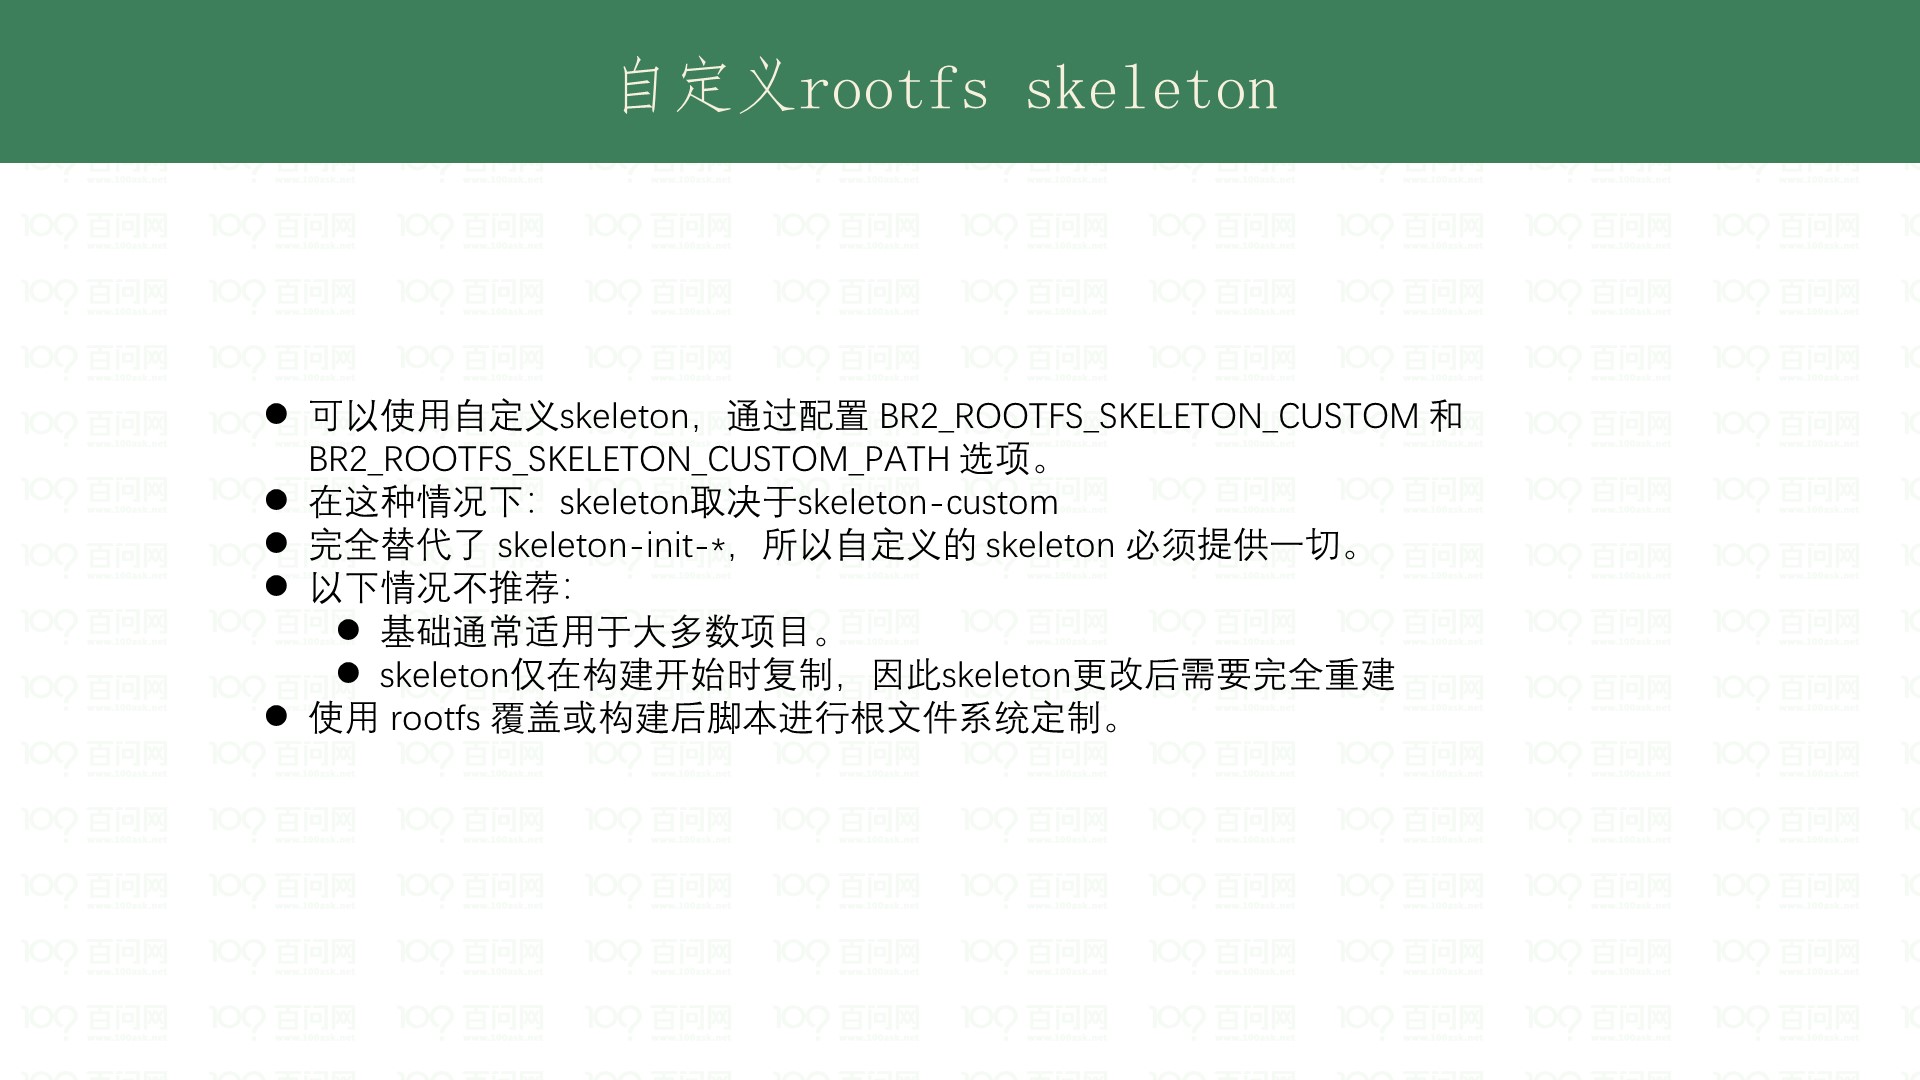 自定义rootfs skeleton
● 可以使用自定义skeleton，通过配置 BR2_ROOTFS_SKELETON_CUSTOM 和
BR2_ROOTFS_SKELETON_CUSTOM_PATH 选项。
● 在这种情况下：skeleton取决于skeleton-custom
● 完全替代了 skeleton-init-*，所以自定义的 skeleton 必须提供一切。
● 以下情况不推荐：
● 基础通常适用于大多数项目。
● skeleton仅在构建开始时复制，因此skeleton更改后需要完全重建
● 使用 rootfs 覆盖或构建后脚本进行根文件系统定制。
百问网
www.100ask.net